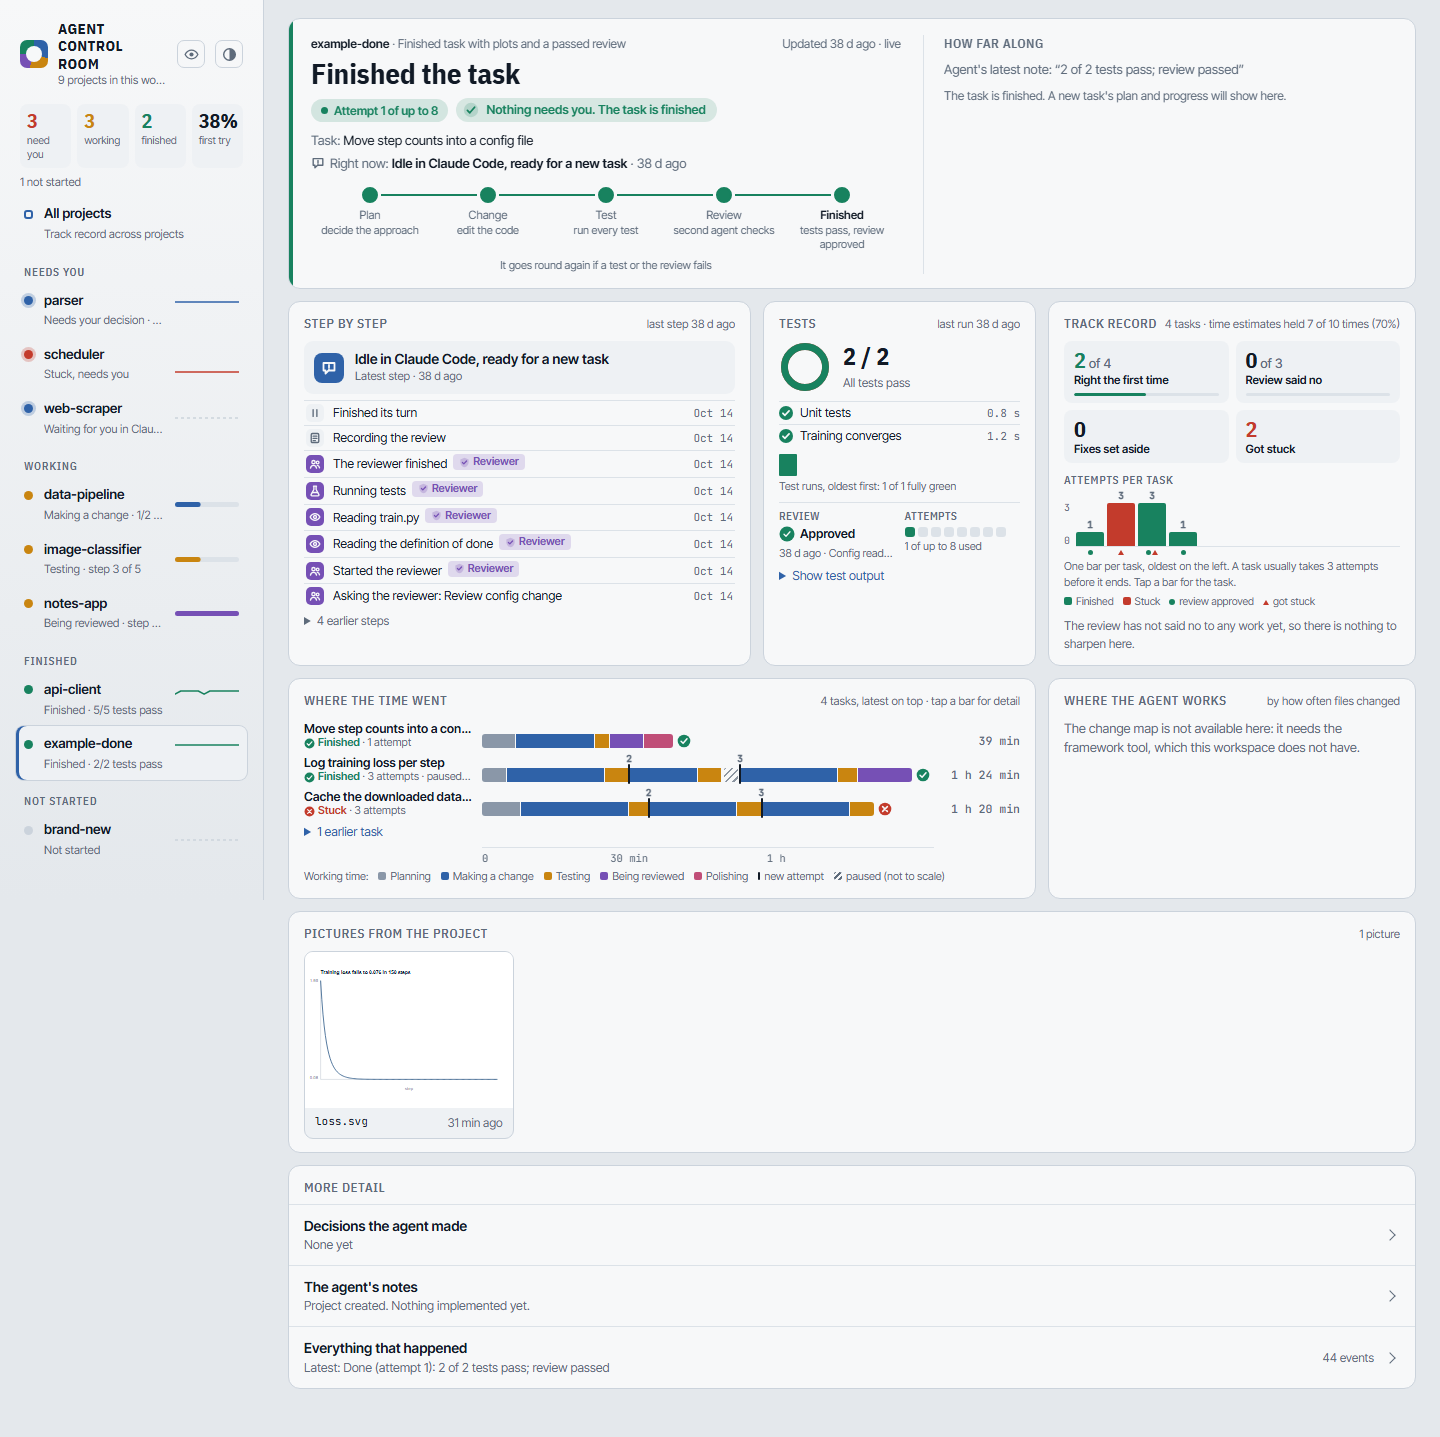 AGENT
CONTROL
ROOM
9 projects in this wo...
3
need you
3
working
2
finished
38%
first try
1 not started
All projects
Track record across projects
NEEDS YOU
parser
Needs your decision · ...
scheduler
Stuck, needs you
web-scraper
Waiting for you in Clau...
WORKING
data-pipeline
Making a change · 1/2 ...
image-classifier
Testing · step 3 of 5
notes-app
Being reviewed · step ...
FINISHED
api-client
Finished · 5/5 tests pass
example-done
Finished · 2/2 tests pass
NOT STARTED
brand-new
Not started
example-done · Finished task with plots and a passed review
Updated 38 d ago · live
Finished the task
Attempt 1 of up to 8
Nothing needs you. The task is finished
Task: Move step counts into a config file
Right now: Idle in Claude Code, ready for a new task · 38 d ago
Plan
decide the approach
Change
edit the code
Test
run every test
Review
second agent checks
Finished
tests pass, review
approved
It goes round again if a test or the review fails
HOW FAR ALONG
Agent's latest note: “2 of 2 tests pass; review passed”
The task is finished. A new task's plan and progress will show here.
STEP BY STEP
last step 38 d ago
Idle in Claude Code, ready for a new task
Latest step · 38 d ago
Finished its turn Oct 14
Recording the review Oct 14
The reviewer finished Reviewer Oct 14
Running tests Reviewer Oct 14
Reading train.py Reviewer Oct 14
Reading the definition of done Reviewer Oct 14
Started the reviewer Reviewer Oct 14
Asking the reviewer: Review config change Oct 14
4 earlier steps
TESTS
last run 38 d ago
2 / 2
All tests pass
Unit tests 0.8 s
Training converges 1.2 s
Test runs, oldest first: 1 of 1 fully green
REVIEW
Approved
38 d ago · Config read...
ATTEMPTS
1 of up to 8 used
Show test output
TRACK RECORD
4 tasks · time estimates held 7 of 10 times (70%)
2 of 4
Right the first time
0 of 3
Review said no
0
Fixes set aside
2
Got stuck
ATTEMPTS PER TASK
3
0
1
3
3
1
One bar per task, oldest on the left. A task usually takes 3 attempts
before it ends. Tap a bar for the task.
Finished Stuck review approved got stuck
The review has not said no to any work yet, so there is nothing to
sharpen here.
WHERE THE TIME WENT
4 tasks, latest on top · tap a bar for detail
Move step counts into a con...
Finished · 1 attempt
39 min
Log training loss per step
Finished · 3 attempts · paused...
2
3
1 h 24 min
Cache the downloaded data...
Stuck · 3 attempts
2
3
1 h 20 min
1 earlier task
0
30 min
1 h
Working time: Planning Making a change Testing Being reviewed Polishing new attempt paused (not to scale)
WHERE THE AGENT WORKS
by how often files changed
The change map is not available here: it needs the
framework tool, which this workspace does not have.
PICTURES FROM THE PROJECT
1 picture
Training loss falls to 0.076 in 150 steps
loss.svg
31 min ago
MORE DETAIL
Decisions the agent made
None yet
The agent's notes
Project created. Nothing implemented yet.
Everything that happened
Latest: Done (attempt 1): 2 of 2 tests pass; review passed
44 events